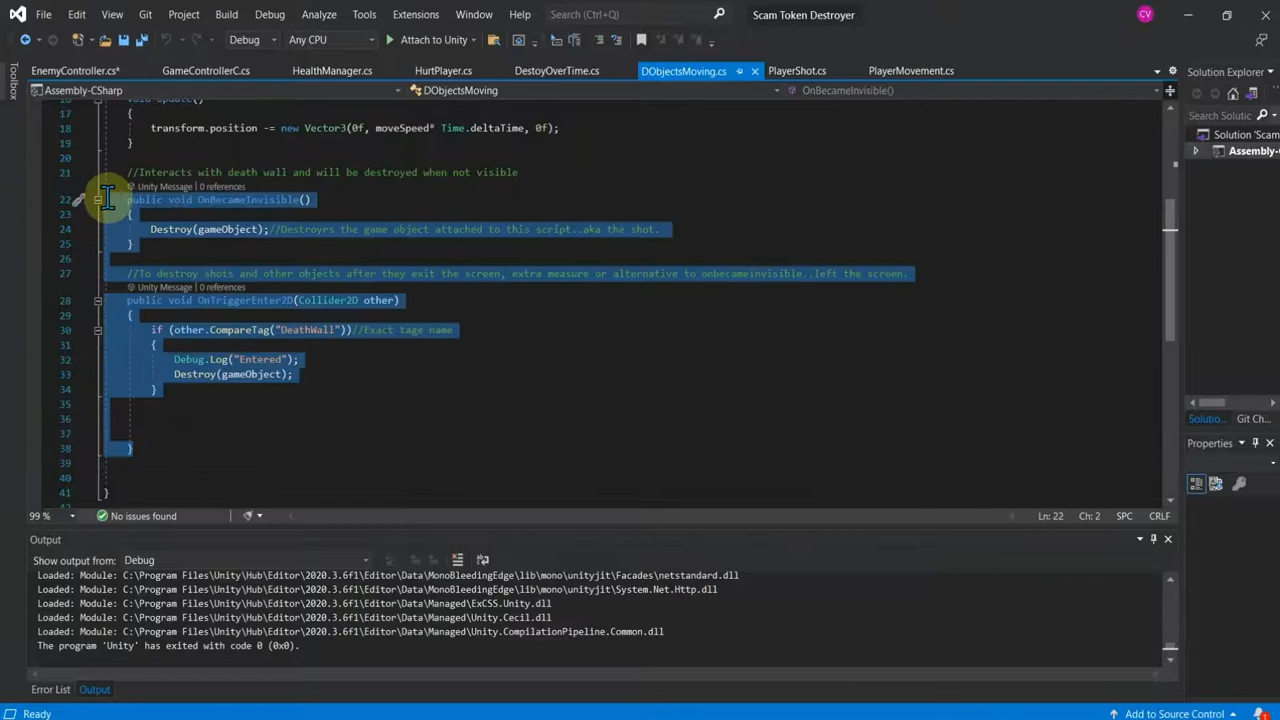 File Edit View Git Project Build Debug Analyze Tools Extensions Window Help Search (Ctrl+Q) Scam Token Destroyer CV
Debug Any CPU Attach to Unity
Toolbox
EnemyController.cs* GameControllerC.cs HealthManager.cs HurtPlayer.cs DestoyOverTime.cs DObjectsMoving.cs PlayerShot.cs PlayerMovement.cs
Assembly-CSharp DObjectsMoving OnBecameInvisible()
void Update()
17 {
18 transform.position -= new Vector3(0f, moveSpeed* Time.deltaTime, 0f);
19 }
20
21 //Interacts with death wall and will be destroyed when not visible
Unity Message | 0 references
22 public void OnBecameInvisible()
23 {
24 Destroy(gameObject);//Destroyrs the game object attached to this script..aka the shot.
25 }
26
27 //To destroy shots and other objects after they exit the screen, extra measure or alternative to onbecameinvisible..left the screen.
Unity Message | 0 references
28 public void OnTriggerEnter2D(Collider2D other)
29 {
30 if (other.CompareTag("DeathWall"))//Exact tage name
31 {
32 Debug.Log("Entered");
33 Destroy(gameObject);
34 }
35
36
37
38 }
39
40
41 }
99 % No issues found Ln: 22 Ch: 2 SPC CRLF
Output
Show output from: Debug
Loaded: Module: C:\Program Files\Unity\Hub\Editor\2020.3.6f1\Editor\Data\MonoBleedingEdge\lib\mono\unityjit\Facades\netstandard.dll
Loaded: Module: C:\Program Files\Unity\Hub\Editor\2020.3.6f1\Editor\Data\MonoBleedingEdge\lib\mono\unityjit\System.Net.Http.dll
Loaded: Module: C:\Program Files\Unity\Hub\Editor\2020.3.6f1\Editor\Data\Managed\ExCSS.Unity.dll
Loaded: Module: C:\Program Files\Unity\Hub\Editor\2020.3.6f1\Editor\Data\Managed\Unity.Cecil.dll
Loaded: Module: C:\Program Files\Unity\Hub\Editor\2020.3.6f1\Editor\Data\Managed\Unity.CompilationPipeline.Common.dll
The program 'Unity' has exited with code 0 (0x0).
Error List Output
Solution Explorer
Search Solutic
Solution 'Scam
Assembly-C
Solutio... Git Ch...
Properties
Ready Add to Source Control